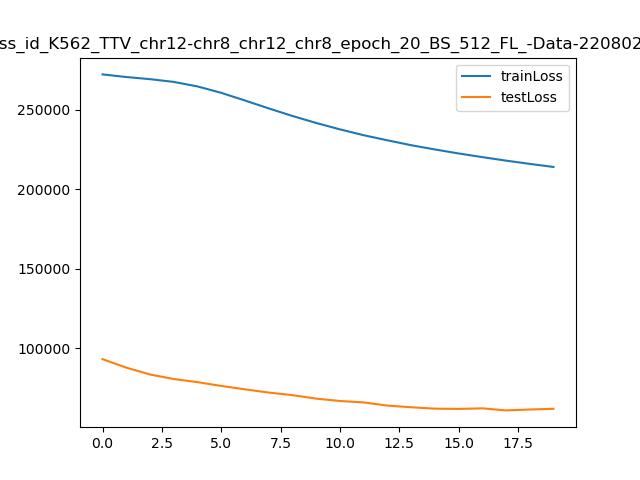 ss_id_K562_TTV_chr12-chr8_chr12_chr8_epoch_20_BS_512_FL_-Data-220802
trainLoss
testLoss
250000
200000
150000
100000
0.0 2.5 5.0 7.5 10.0 12.5 15.0 17.5